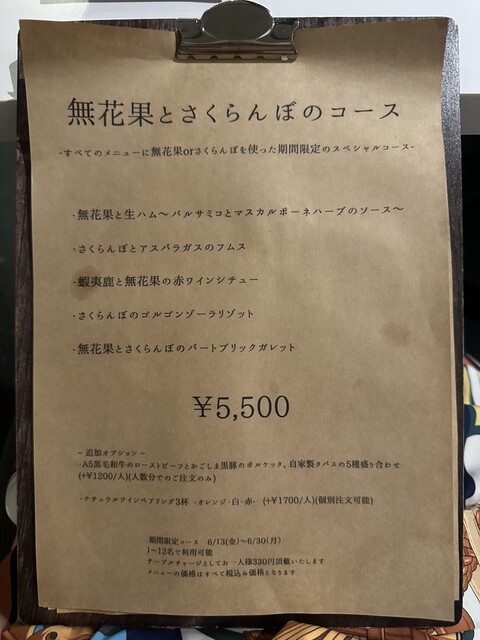 無花果とさくらんぼのコース
-すべてのメニューに無花果orさくらんぼを使った期間限定のスペシャルコース-
・無花果と生ハム〜バルサミコとマスカルポーネハーブのソース〜
・さくらんぼとアスパラガスのフムス
・蝦夷鹿と無花果の赤ワインシチュー
・さくらんぼのゴルゴンゾーラリゾット
・無花果とさくらんぼのパートブリックガレット
¥5,500
- 追加オプション -
・A5黒毛和牛のローストビーフとかごしま黒豚のポルケッタ、自家製タパスの5種盛り合わせ
(+¥1200/人)(人数分でのご注文のみ)
・ナチュラルワインペアリング3杯 -オレンジ・白・赤- (+¥1700/人)(個別注文可能)
期間限定コース 6/13(金)〜6/30(月)
1〜12名で利用可能
テーブルチャージとしてお一人様330円頂戴いたします
メニューの価格はすべて税込み価格となります